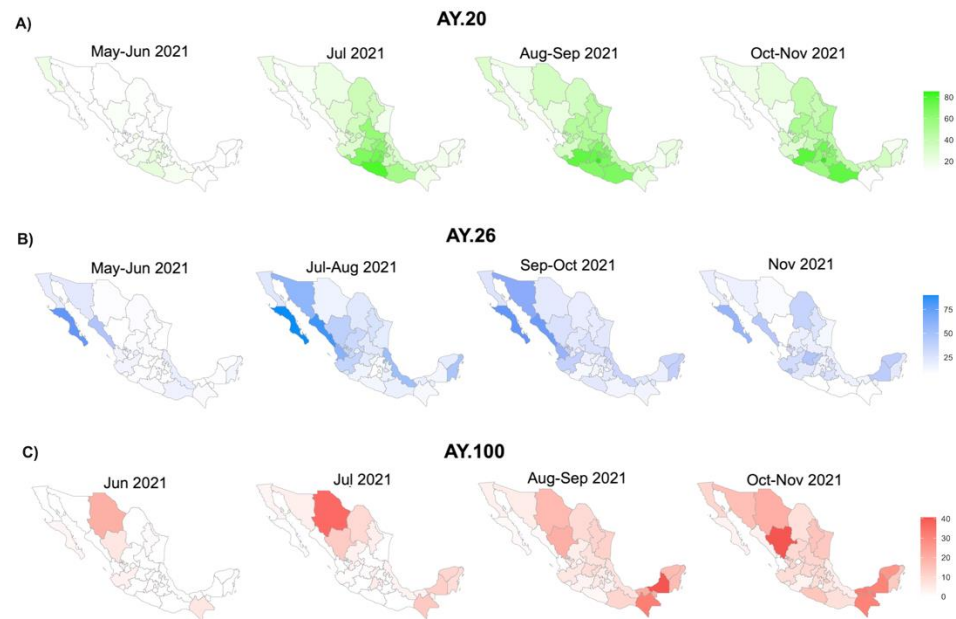 A)
AY.20
May-Jun 2021
Jul 2021
Aug-Sep 2021
Oct-Nov 2021
80
60
40
20
B)
AY.26
May-Jun 2021
Jul-Aug 2021
Sep-Oct 2021
Nov 2021
75
50
25
C)
AY.100
Jun 2021
Jul 2021
Aug-Sep 2021
Oct-Nov 2021
40
30
20
10
0